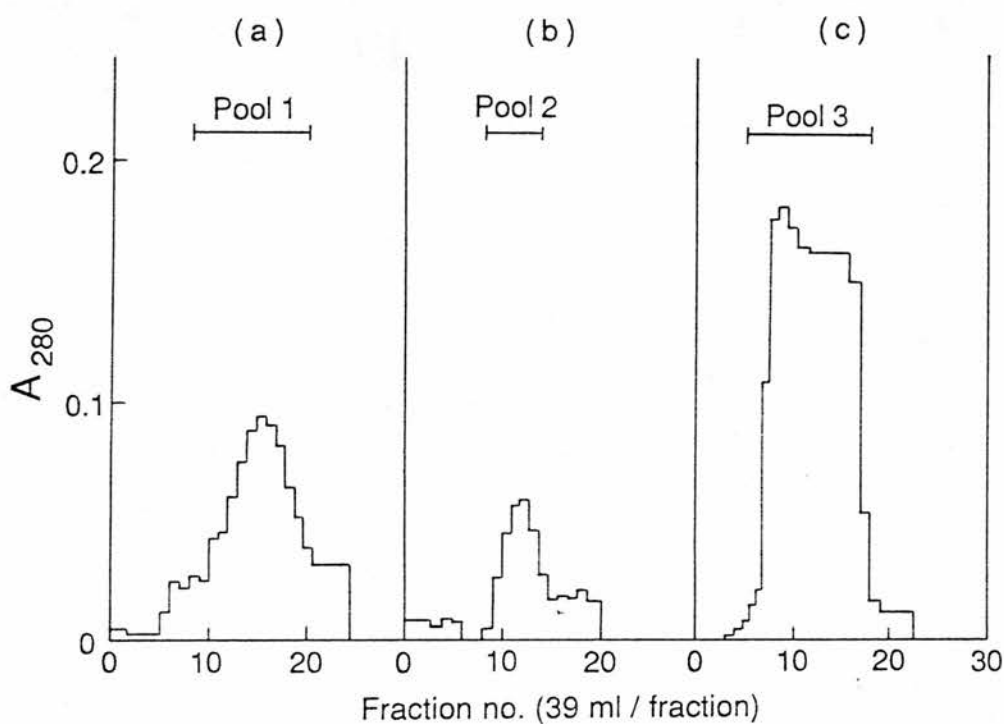 (a) (b) (c)
Pool 1 Pool 2 Pool 3
0.2
0.1
0
A280
0 10 20 0 10 20 0 10 20 30
Fraction no. (39 ml / fraction)